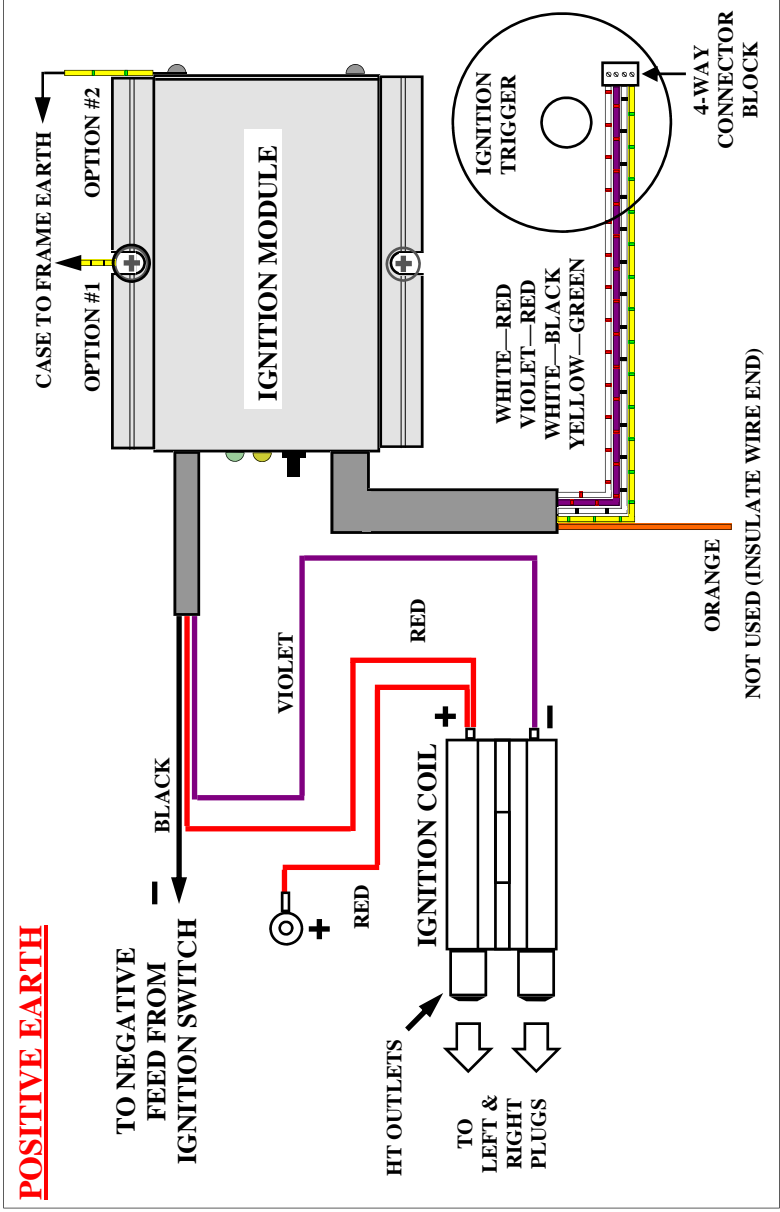 POSITIVE EARTH
TO NEGATIVE
FEED FROM
IGNITION SWITCH
−
BLACK
VIOLET
RED
RED
+
+
−
IGNITION COIL
HT OUTLETS
TO
LEFT &
RIGHT
PLUGS
CASE TO FRAME EARTH
OPTION #1
OPTION #2
IGNITION MODULE
IGNITION
TRIGGER
4-WAY
CONNECTOR
BLOCK
WHITE—RED
VIOLET—RED
WHITE—BLACK
YELLOW—GREEN
ORANGE
NOT USED (INSULATE WIRE END)